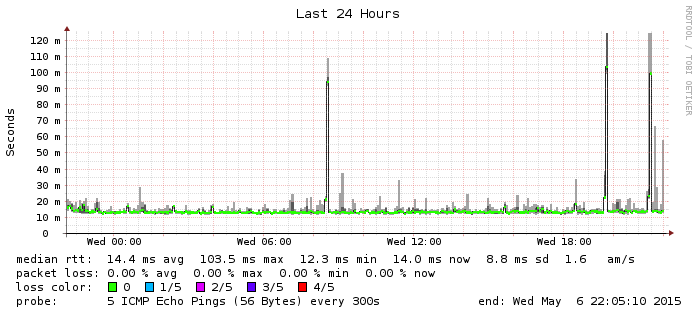 Last 24 Hours
RRDTOOL / TOBI OETIKER
Seconds
120 m
110 m
100 m
90 m
80 m
70 m
60 m
50 m
40 m
30 m
20 m
10 m
0
Wed 00:00 Wed 06:00 Wed 12:00 Wed 18:00
median rtt: 14.4 ms avg 103.5 ms max 12.3 ms min 14.0 ms now 8.8 ms sd 1.6 am/s
packet loss: 0.00 % avg 0.00 % max 0.00 % min 0.00 % now
loss color: 0 1/5 2/5 3/5 4/5
probe: 5 ICMP Echo Pings (56 Bytes) every 300s end: Wed May 6 22:05:10 2015